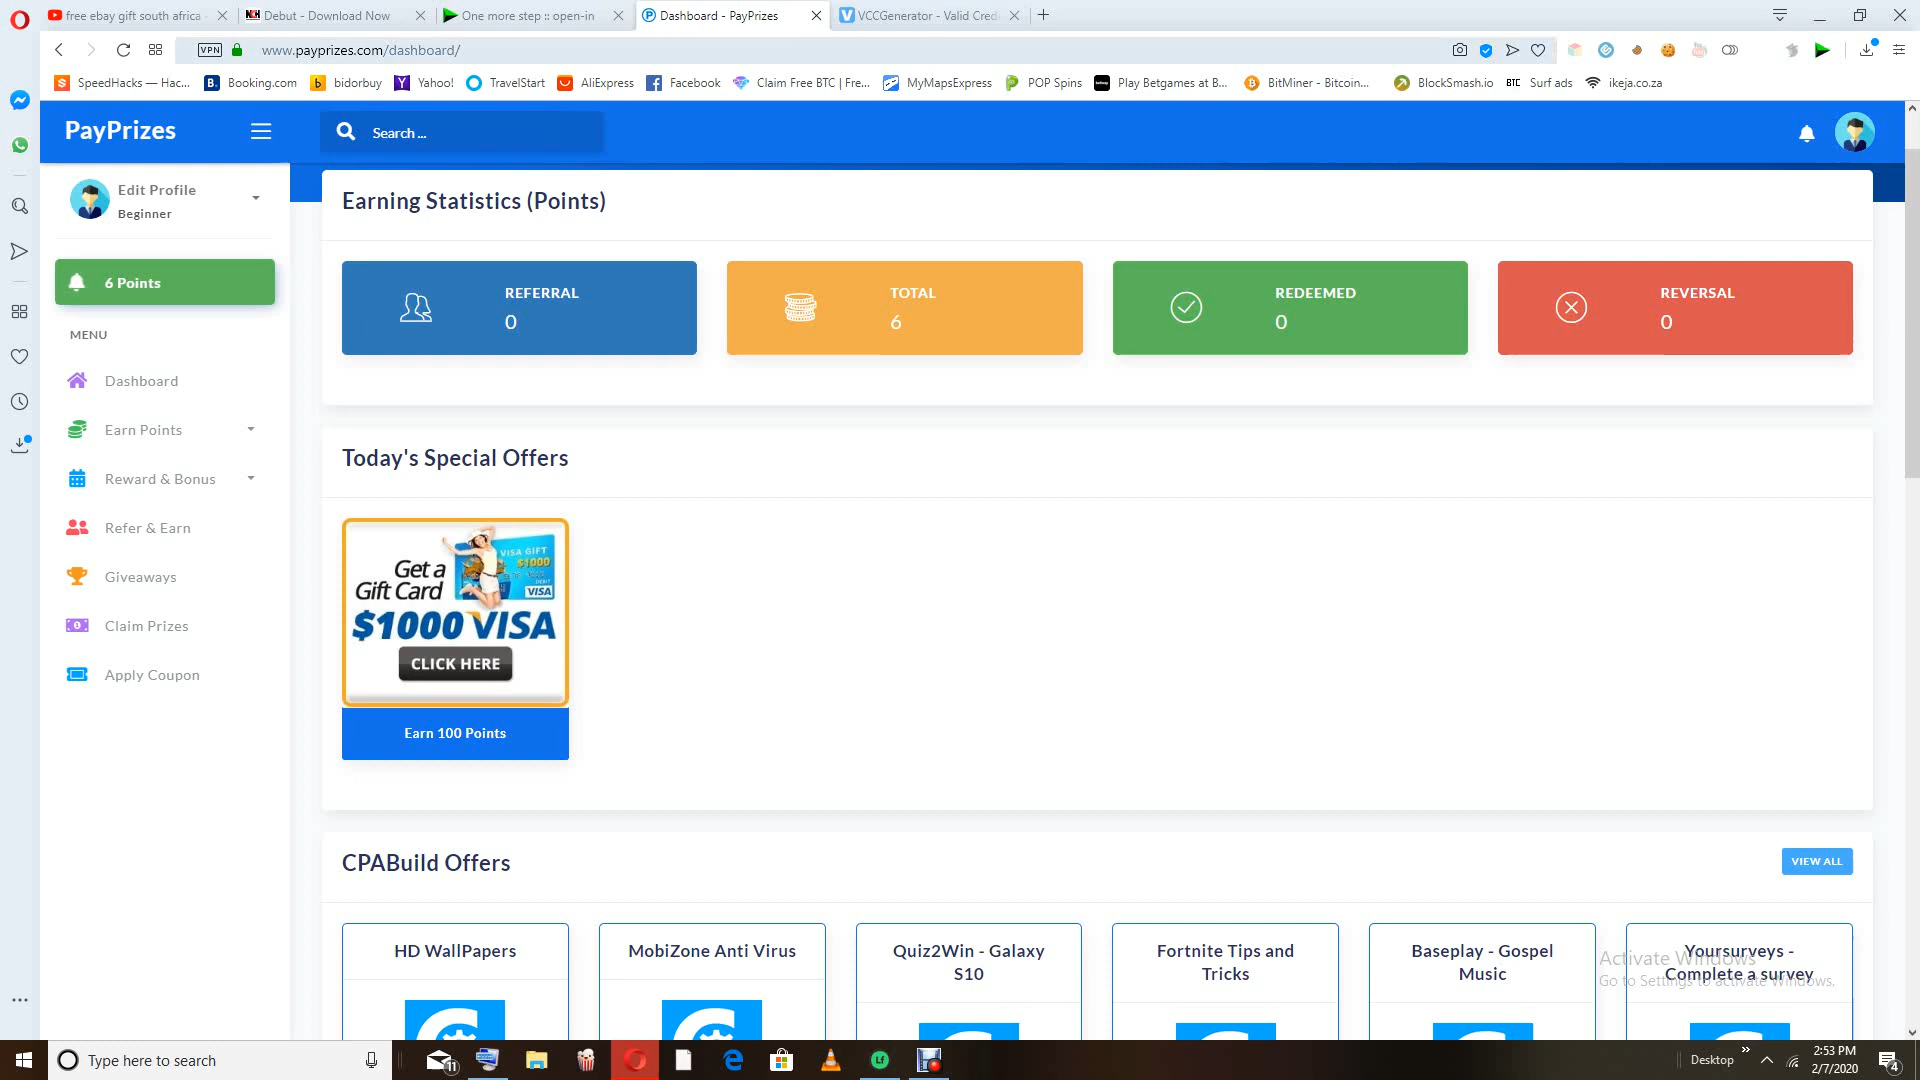 free ebay gift south africa
Debut - Download Now
One more step :: open-in
Dashboard - PayPrizes
VCCGenerator - Valid Cred
VPN
www.payprizes.com/dashboard/
SpeedHacks — Hac...
Booking.com
bidorbuy
Yahoo!
TravelStart
AliExpress
Facebook
Claim Free BTC | Fre...
MyMapsExpress
POP Spins
Play Betgames at B...
BitMiner - Bitcoin...
BlockSmash.io
BTC
Surf ads
ikeja.co.za
PayPrizes
Search ...
Edit Profile
Beginner
6 Points
MENU
Dashboard
Earn Points
Reward & Bonus
Refer & Earn
Giveaways
Claim Prizes
Apply Coupon
Earning Statistics (Points)
REFERRAL
0
TOTAL
6
REDEEMED
0
REVERSAL
0
Today's Special Offers
VISA GIFT
$1000
DEBIT
VISA
Get a
Gift Card
$1000 VISA
CLICK HERE
Earn 100 Points
CPABuild Offers
VIEW ALL
HD WallPapers
MobiZone Anti Virus
Quiz2Win - Galaxy
S10
Fortnite Tips and
Tricks
Baseplay - Gospel
Music
Yoursurveys -
Complete a survey
Activate Windows
Go to Settings to activate Windows.
Type here to search
11
Lf
Desktop
2:53 PM
2/7/2020
4